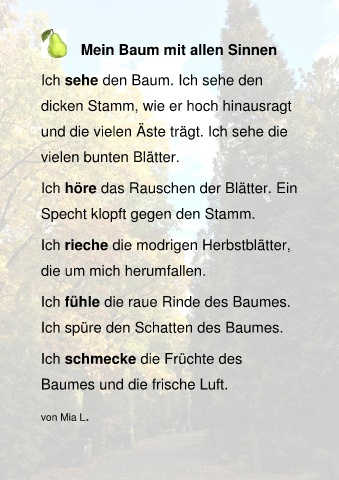 Mein Baum mit allen Sinnen
Ich sehe den Baum. Ich sehe den
dicken Stamm, wie er hoch hinausragt
und die vielen Äste trägt. Ich sehe die
vielen bunten Blätter.
Ich höre das Rauschen der Blätter. Ein
Specht klopft gegen den Stamm.
Ich rieche die modrigen Herbstblätter,
die um mich herumfallen.
Ich fühle die raue Rinde des Baumes.
Ich spüre den Schatten des Baumes.
Ich schmecke die Früchte des
Baumes und die frische Luft.
von Mia L.